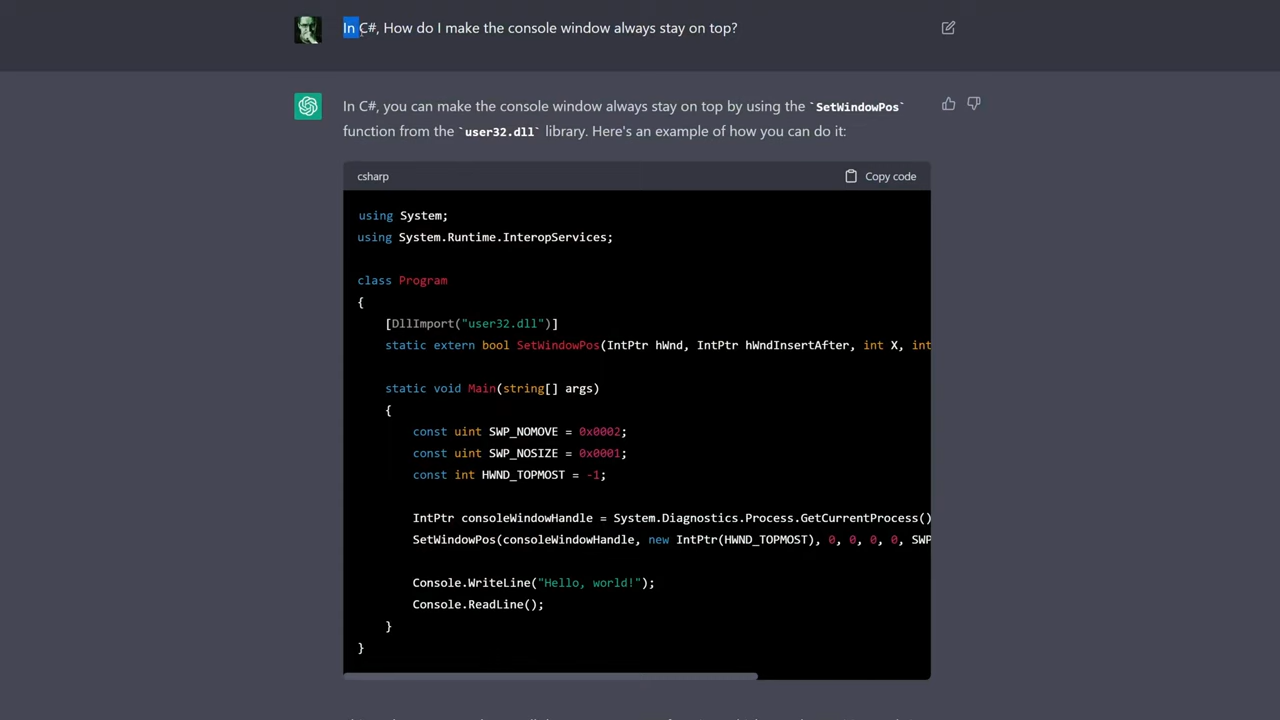 In C#, How do I make the console window always stay on top?
In C#, you can make the console window always stay on top by using the `SetWindowPos`
function from the `user32.dll` library. Here's an example of how you can do it:
csharp
Copy code
using System;
using System.Runtime.InteropServices;
class Program
{
[DllImport("user32.dll")]
static extern bool SetWindowPos(IntPtr hWnd, IntPtr hWndInsertAfter, int X, int
static void Main(string[] args)
{
const uint SWP_NOMOVE = 0x0002;
const uint SWP_NOSIZE = 0x0001;
const int HWND_TOPMOST = -1;
IntPtr consoleWindowHandle = System.Diagnostics.Process.GetCurrentProcess()
SetWindowPos(consoleWindowHandle, new IntPtr(HWND_TOPMOST), 0, 0, 0, 0, SWP
Console.WriteLine("Hello, world!");
Console.ReadLine();
}
}